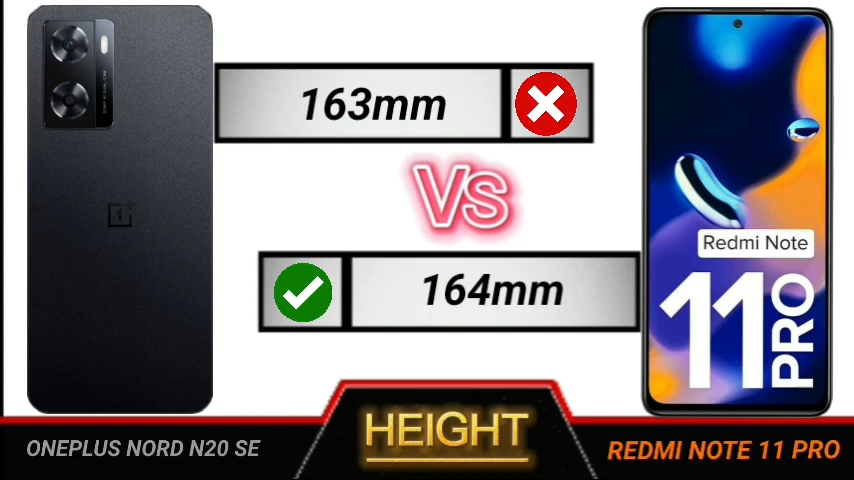 163mm
VS
164mm
Redmi Note
11 PRO
HEIGHT
ONEPLUS NORD N20 SE
REDMI NOTE 11 PRO